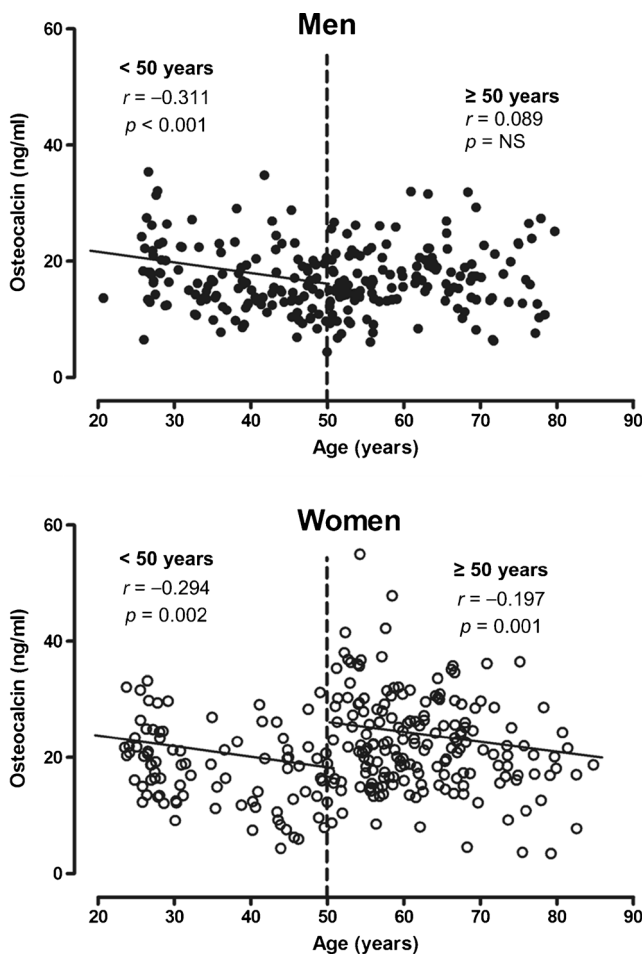 Men
60
40
20
0
Osteocalcin (ng/ml)
< 50 years
r = −0.311
p < 0.001
≥ 50 years
r = 0.089
p = NS
20 30 40 50 60 70 80 90
Age (years)
Women
60
40
20
0
Osteocalcin (ng/ml)
< 50 years
r = −0.294
p = 0.002
≥ 50 years
r = −0.197
p = 0.001
20 30 40 50 60 70 80 90
Age (years)